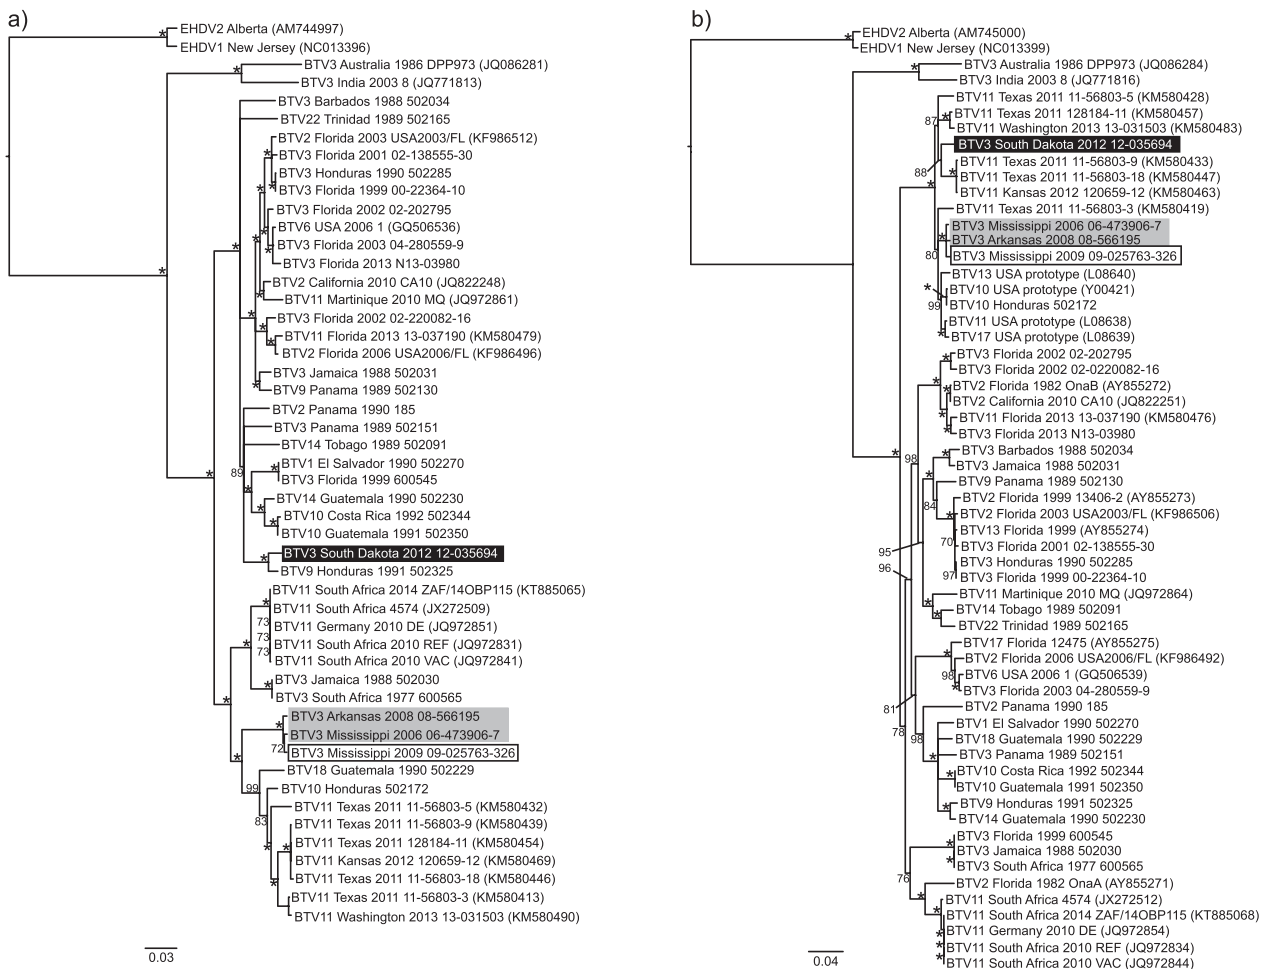 a)
EHDV2 Alberta (AM744997)
EHDV1 New Jersey (NC013396)
BTV3 Australia 1986 DPP973 (JQ086281)
BTV3 India 2003 8 (JQ771813)
BTV3 Barbados 1988 502034
BTV22 Trinidad 1989 502165
BTV2 Florida 2003 USA2003/FL (KF986512)
BTV3 Florida 2001 02-138555-30
BTV3 Honduras 1990 502285
BTV3 Florida 1999 00-22364-10
BTV3 Florida 2002 02-202795
BTV6 USA 2006 1 (GQ506536)
BTV3 Florida 2003 04-280559-9
BTV3 Florida 2013 N13-03980
BTV2 California 2010 CA10 (JQ822248)
BTV11 Martinique 2010 MQ (JQ972861)
BTV3 Florida 2002 02-220082-16
BTV11 Florida 2013 13-037190 (KM580479)
BTV2 Florida 2006 USA2006/FL (KF986496)
BTV3 Jamaica 1988 502031
BTV9 Panama 1989 502130
BTV2 Panama 1990 185
BTV3 Panama 1989 502151
BTV14 Tobago 1989 502091
89
BTV1 El Salvador 1990 502270
BTV3 Florida 1999 600545
BTV14 Guatemala 1990 502230
BTV10 Costa Rica 1992 502344
BTV10 Guatemala 1991 502350
BTV3 South Dakota 2012 12-035694
BTV9 Honduras 1991 502325
BTV11 South Africa 2014 ZAF/14OBP115 (KT885065)
BTV11 South Africa 4574 (JX272509)
73
BTV11 Germany 2010 DE (JQ972851)
73
BTV11 South Africa 2010 REF (JQ972831)
73
BTV11 South Africa 2010 VAC (JQ972841)
BTV3 Jamaica 1988 502030
BTV3 South Africa 1977 600565
BTV3 Arkansas 2008 08-566195
BTV3 Mississippi 2006 06-473906-7
72
BTV3 Mississippi 2009 09-025763-326
BTV18 Guatemala 1990 502229
99
BTV10 Honduras 502172
BTV11 Texas 2011 11-56803-5 (KM580432)
83
BTV11 Texas 2011 11-56803-9 (KM580439)
BTV11 Texas 2011 128184-11 (KM580454)
BTV11 Kansas 2012 120659-12 (KM580469)
BTV11 Texas 2011 11-56803-18 (KM580446)
BTV11 Texas 2011 11-56803-3 (KM580413)
BTV11 Washington 2013 13-031503 (KM580490)
0.03
b)
EHDV2 Alberta (AM745000)
EHDV1 New Jersey (NC013399)
BTV3 Australia 1986 DPP973 (JQ086284)
BTV3 India 2003 8 (JQ771816)
BTV11 Texas 2011 11-56803-5 (KM580428)
BTV11 Texas 2011 128184-11 (KM580457)
87
BTV11 Washington 2013 13-031503 (KM580483)
BTV3 South Dakota 2012 12-035694
BTV11 Texas 2011 11-56803-9 (KM580433)
88
BTV11 Texas 2011 11-56803-18 (KM580447)
BTV11 Kansas 2012 120659-12 (KM580463)
BTV11 Texas 2011 11-56803-3 (KM580419)
BTV3 Mississippi 2006 06-473906-7
BTV3 Arkansas 2008 08-566195
80
BTV3 Mississippi 2009 09-025763-326
BTV13 USA prototype (L08640)
BTV10 USA prototype (Y00421)
99
BTV10 Honduras 502172
BTV11 USA prototype (L08638)
BTV17 USA prototype (L08639)
BTV3 Florida 2002 02-202795
BTV3 Florida 2002 02-0220082-16
BTV2 Florida 1982 OnaB (AY855272)
BTV2 California 2010 CA10 (JQ822251)
BTV11 Florida 2013 13-037190 (KM580476)
BTV3 Florida 2013 N13-03980
BTV3 Barbados 1988 502034
98
BTV3 Jamaica 1988 502031
BTV9 Panama 1989 502130
BTV2 Florida 1999 13406-2 (AY855273)
84
BTV2 Florida 2003 USA2003/FL (KF986506)
BTV13 Florida 1999 (AY855274)
70
BTV3 Florida 2001 02-138555-30
95
BTV3 Honduras 1990 502285
96
97
BTV3 Florida 1999 00-22364-10
BTV11 Martinique 2010 MQ (JQ972864)
BTV14 Tobago 1989 502091
BTV22 Trinidad 1989 502165
BTV17 Florida 12475 (AY855275)
BTV2 Florida 2006 USA2006/FL (KF986492)
98
BTV6 USA 2006 1 (GQ506539)
BTV3 Florida 2003 04-280559-9
81
BTV2 Panama 1990 185
BTV1 El Salvador 1990 502270
78
98
BTV18 Guatemala 1990 502229
BTV3 Panama 1989 502151
BTV10 Costa Rica 1992 502344
BTV10 Guatemala 1991 502350
BTV9 Honduras 1991 502325
BTV14 Guatemala 1990 502230
BTV3 Florida 1999 600545
BTV3 Jamaica 1988 502030
BTV3 South Africa 1977 600565
76
BTV2 Florida 1982 OnaA (AY855271)
BTV11 South Africa 4574 (JX272512)
BTV11 South Africa 2014 ZAF/14OBP115 (KT885068)
BTV11 Germany 2010 DE (JQ972854)
BTV11 South Africa 2010 REF (JQ972834)
BTV11 South Africa 2010 VAC (JQ972844)
0.04